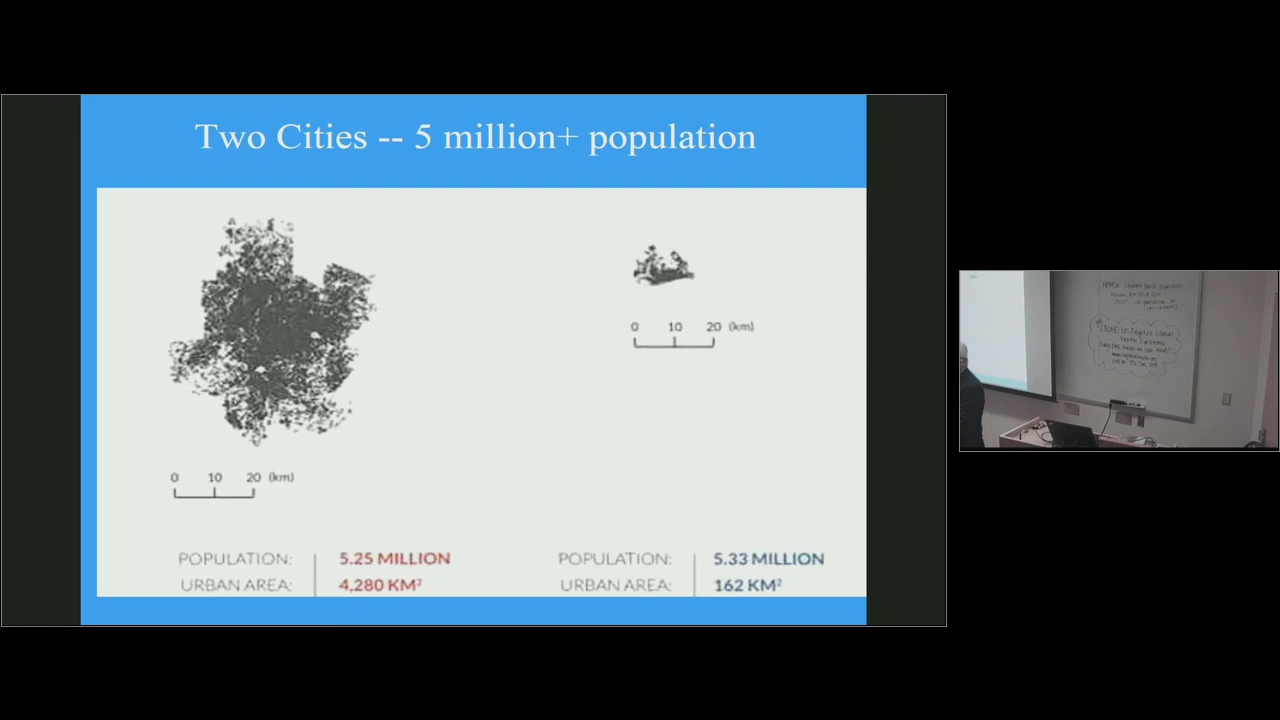 Two Cities -- 5 million+ population
0 10 20 (km)
0 10 20 (km)
POPULATION: 5.25 MILLION
URBAN AREA: 4,280 KM²
POPULATION: 5.33 MILLION
URBAN AREA: 162 KM²